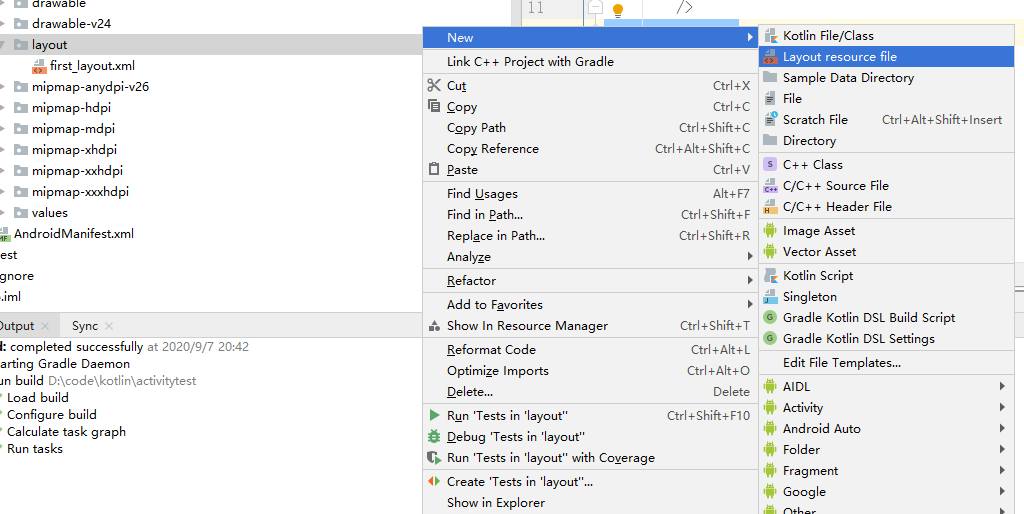 drawable
drawable-v24
layout
first_layout.xml
mipmap-anydpi-v26
mipmap-hdpi
mipmap-mdpi
mipmap-xhdpi
mipmap-xxhdpi
mipmap-xxxhdpi
values
AndroidManifest.xml
est
gnore
.iml
Output
Sync
d: completed successfully at 2020/9/7 20:42
arting Gradle Daemon
un build D:\code\kotlin\activitytest
Load build
Configure build
Calculate task graph
Run tasks
11 />
New
Link C++ Project with Gradle
Cut Ctrl+X
Copy Ctrl+C
Copy Path Ctrl+Shift+C
Copy Reference Ctrl+Alt+Shift+C
Paste Ctrl+V
Find Usages Alt+F7
Find in Path... Ctrl+Shift+F
Replace in Path... Ctrl+Shift+R
Analyze
Refactor
Add to Favorites
Show In Resource Manager Ctrl+Shift+T
Reformat Code Ctrl+Alt+L
Optimize Imports Ctrl+Alt+O
Delete... Delete
Run 'Tests in 'layout'' Ctrl+Shift+F10
Debug 'Tests in 'layout''
Run 'Tests in 'layout'' with Coverage
Create 'Tests in 'layout''...
Show in Explorer
Kotlin File/Class
Layout resource file
Sample Data Directory
File
Scratch File Ctrl+Alt+Shift+Insert
Directory
S C++ Class
C++ C/C++ Source File
H C/C++ Header File
Image Asset
Vector Asset
Kotlin Script
J Singleton
G Gradle Kotlin DSL Build Script
G Gradle Kotlin DSL Settings
Edit File Templates...
AIDL
Activity
Android Auto
Folder
Fragment
Google
Other